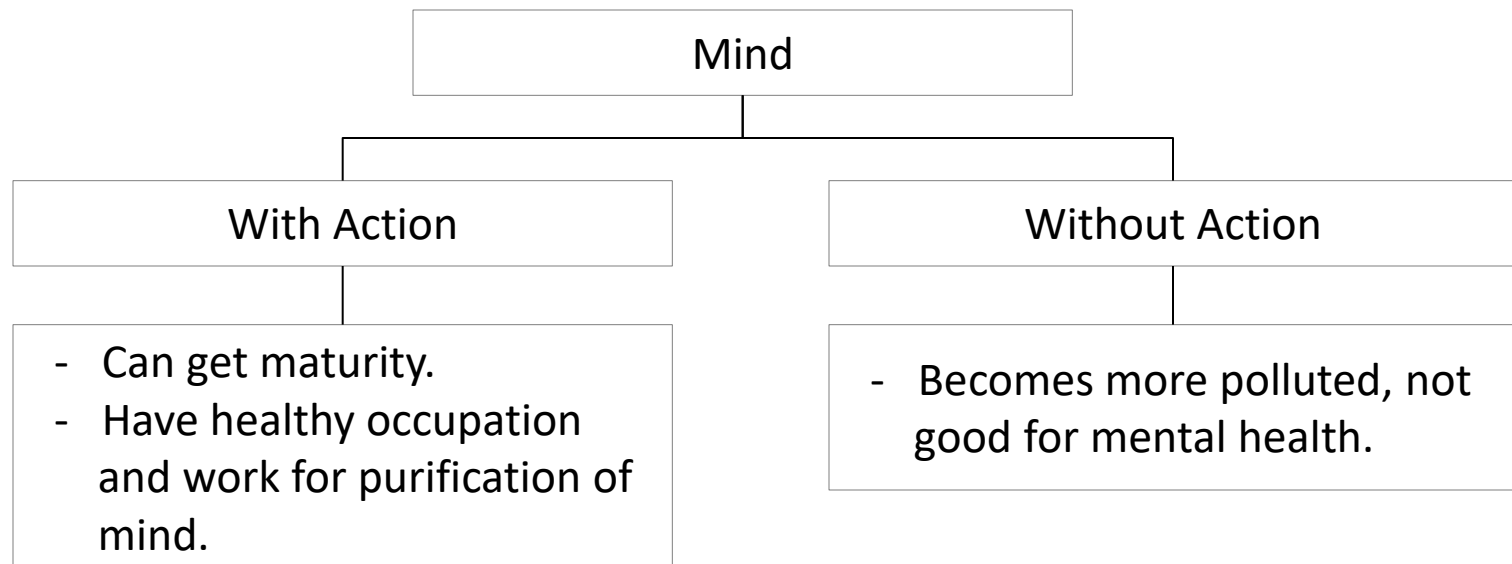 Mind
With Action
Without Action
- Can get maturity.
- Have healthy occupation
and work for purification of
mind.
- Becomes more polluted, not
good for mental health.